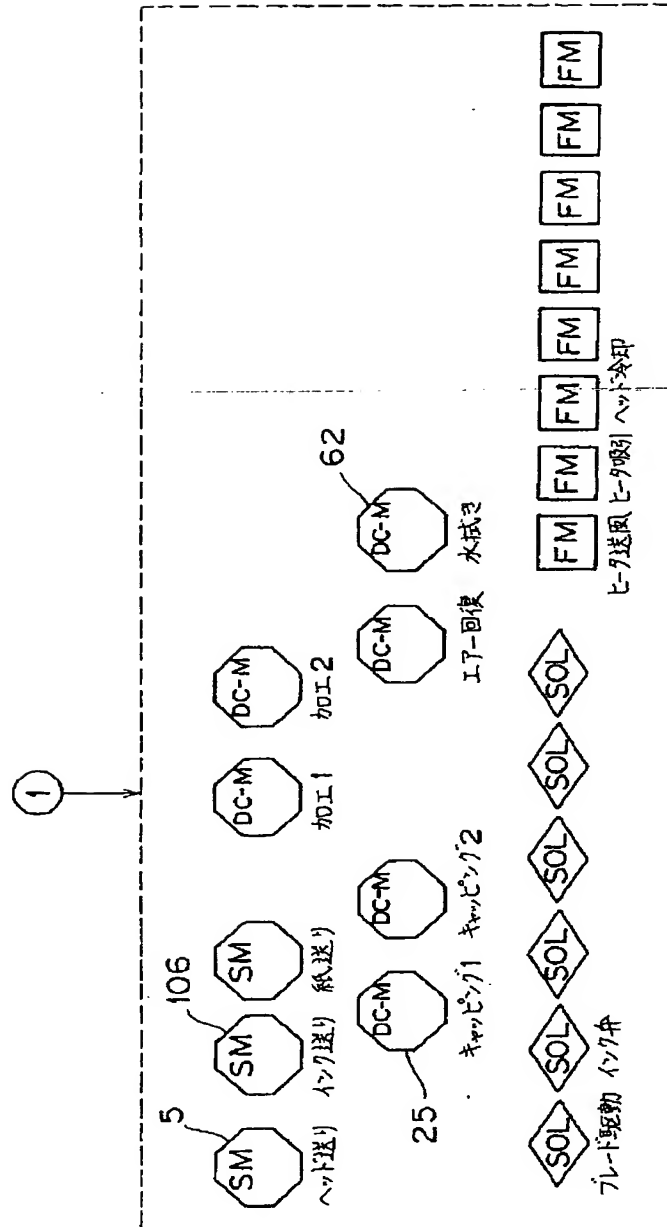 1
5
106
SM
SM
SM
DC-M
DC-M
ヘッド送り
インク送り
紙送り
加工1
加工2
62
DC-M
DC-M
DC-M
DC-M
25
キャッピング1
キャッピング2
エアー回復
水拭き
SOL
SOL
SOL
SOL
SOL
SOL
FM
FM
FM
FM
FM
FM
FM
FM
ブレード駆動
インク弁
ヒータ送風
ヒータ吸引
ヘッド冷却